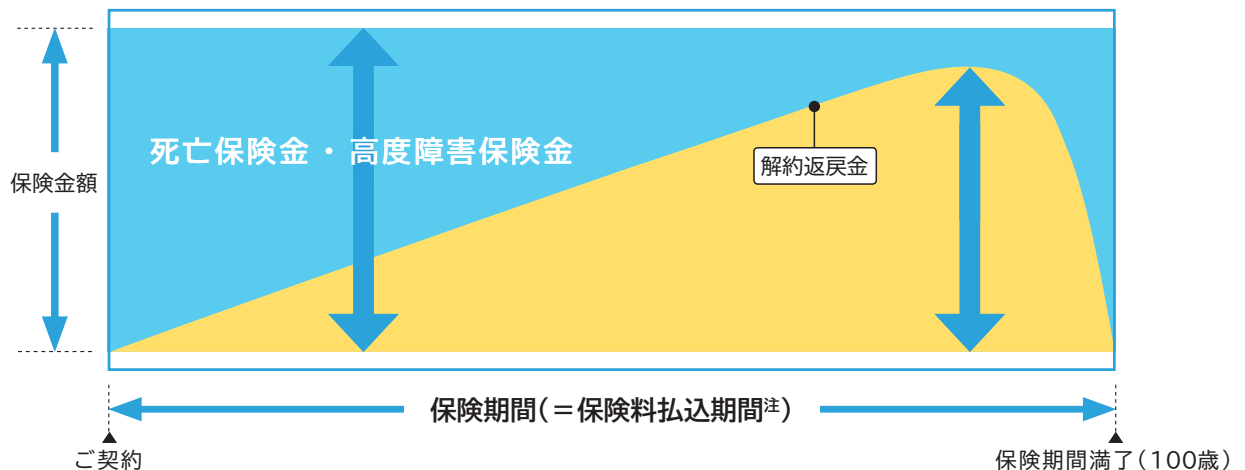 死亡保険金・高度障害保険金
解約返戻金
保険金額
保険期間(=保険料払込期間注)
ご契約
保険期間満了(100歳)